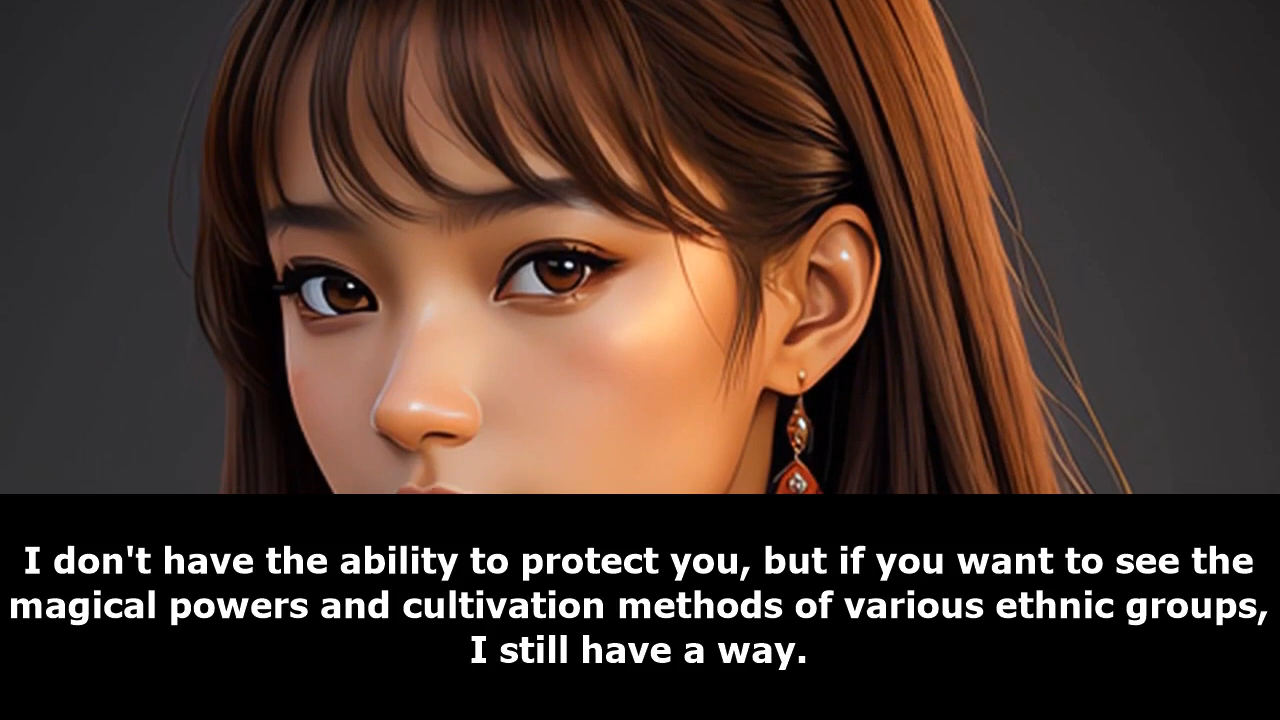 I don't have the ability to protect you, but if you want to see the
magical powers and cultivation methods of various ethnic groups,
I still have a way.